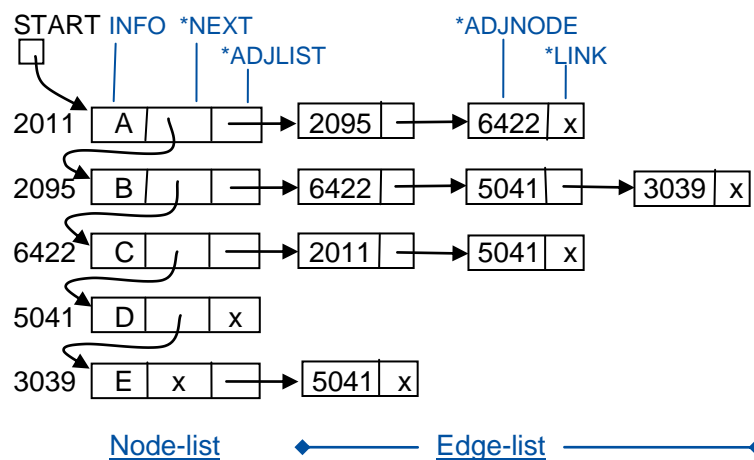 START INFO *NEXT *ADJNODE
*ADJLIST *LINK
2011 A 2095 6422 x
2095 B 6422 5041 3039 x
6422 C 2011 5041 x
5041 D x
3039 E x 5041 x
Node-list Edge-list